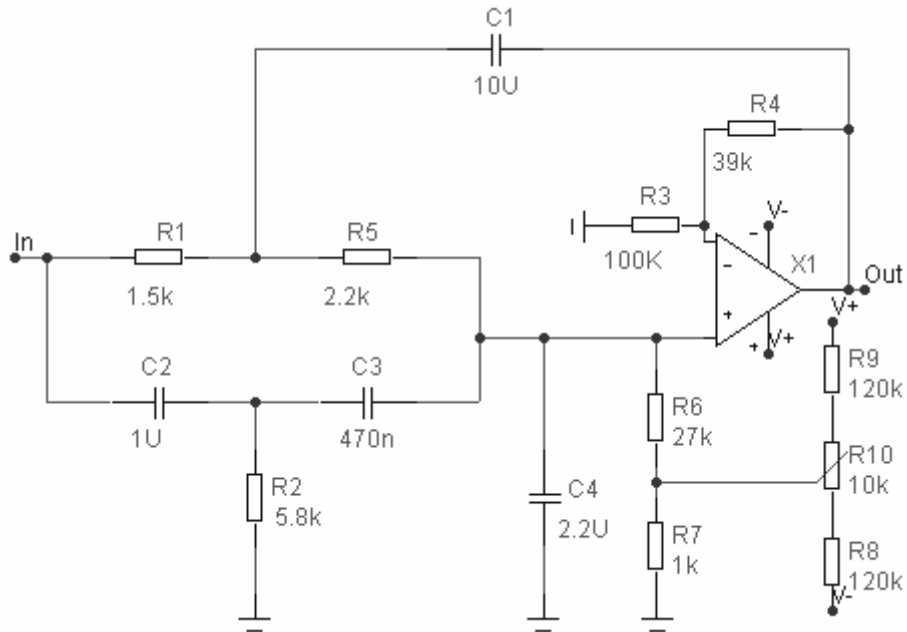 C1
10U
R4
39k
R3
100K
V-
-
X1
In
R1
1.5k
R5
2.2k
-
+
Out
V+
+
V+
C2
1U
C3
470n
R9
120k
R6
27k
R10
10k
R2
5.8k
C4
2.2U
R7
1k
R8
120k
V-